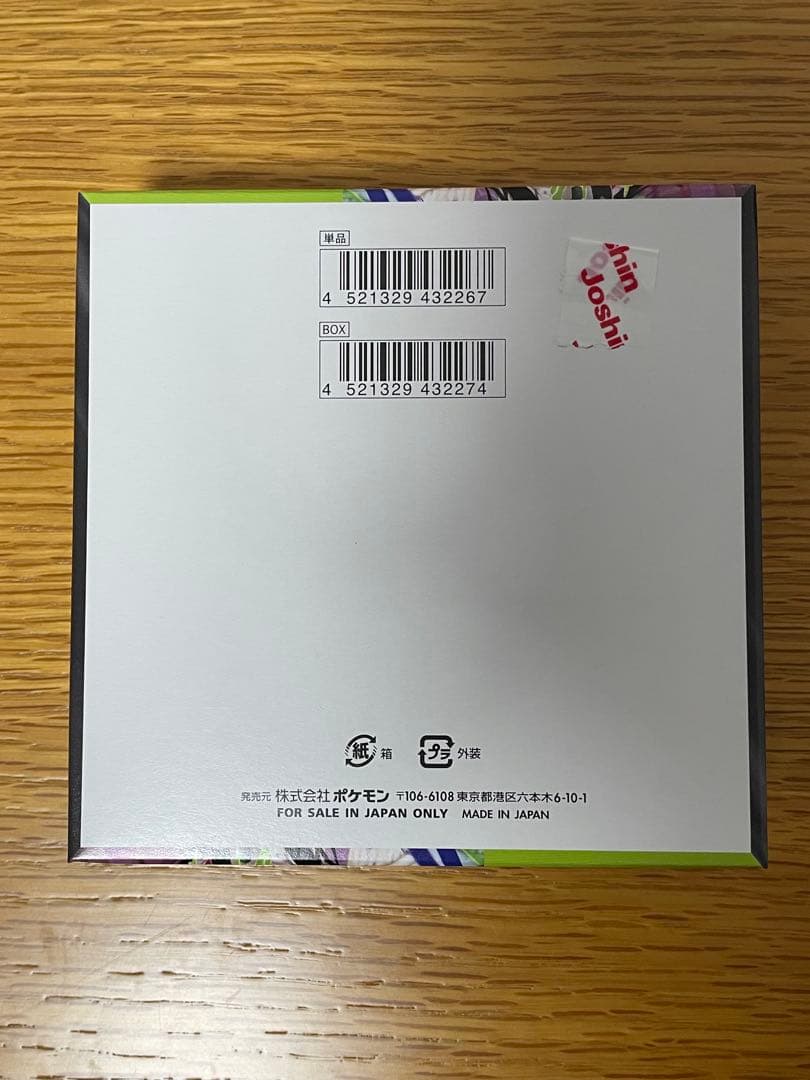 単品
4 521329 432267
BOX
4 521329 432274
shin
Joshi
紙 箱 プラ 外装
発売元 株式会社 ポケモン 〒106-6108 東京都港区六本木6-10-1
FOR SALE IN JAPAN ONLY MADE IN JAPAN